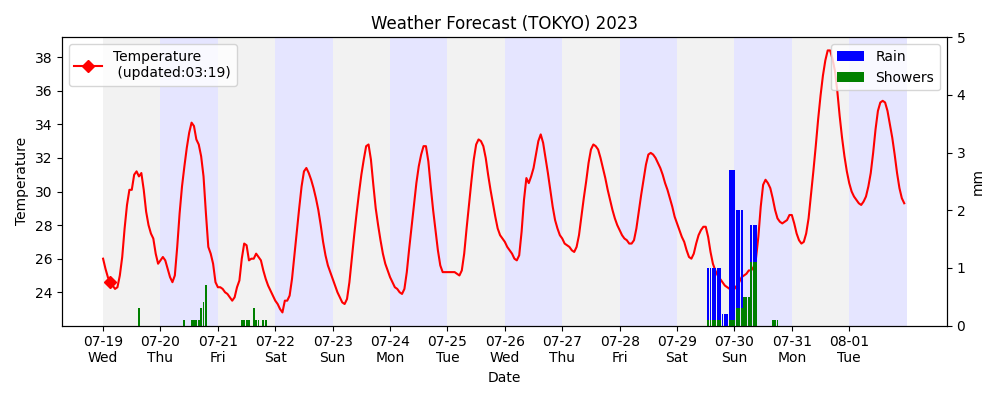 Weather Forecast (TOKYO) 2023
Temperature
(updated:03:19)
Rain
Showers
38
36
34
32
30
28
26
24
Temperature
5
4
3
2
1
0
mm
07-19 07-20 07-21 07-22 07-23 07-24 07-25 07-26 07-27 07-28 07-29 07-30 07-31 08-01
Wed Thu Fri Sat Sun Mon Tue Wed Thu Fri Sat Sun Mon Tue
Date